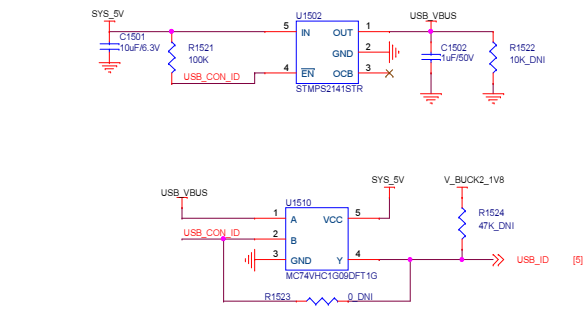 SYS_5V
U1502
USB_VBUS
5 IN OUT 1
C1501
10uF/6.3V
R1521
100K
GND 2
C1502
1uF/50V
R1522
10K_DNI
USB_CON_ID
4 EN OCB 3
STMPS2141STR
USB_VBUS
SYS_5V
V_BUCK2_1V8
U1510
1 A VCC 5
R1524
47K_DNI
USB_CON_ID
2 B
3 GND Y 4
USB_ID [5]
MC74VHC1G09DFT1G
R1523 0_DNI